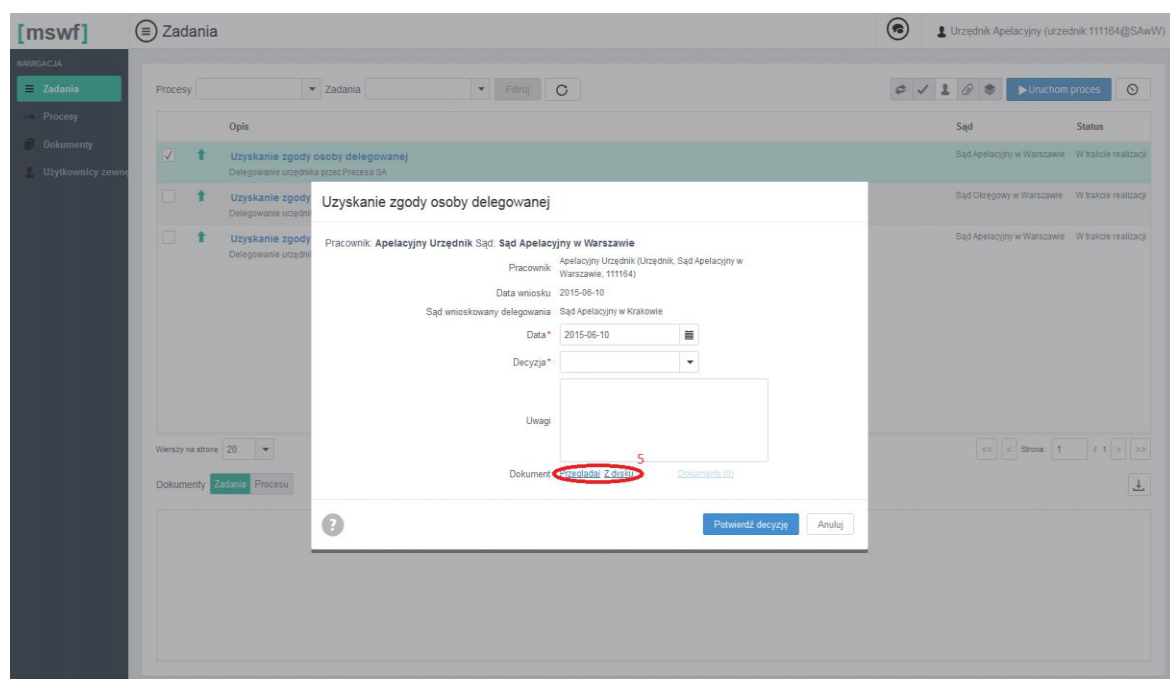 [mswf]
Zadania
Urzędnik Apelacyjny (urzednik.111164@SAwW)
NAWIGACJA
Zadania
Procesy
Dokumenty
Użytkownicy zewnę
Procesy
Zadania
Filtruj
Uruchom proces
Opis
Sąd
Status
Uzyskanie zgody osoby delegowanej
Sąd Apelacyjny w Warszawie
W trakcie realizacji
Delegowanie urzędnika przez Prezesa SA
Uzyskanie zgody
Sąd Okręgowy w Warszawie
W trakcie realizacji
Delegowanie urzędni
Uzyskanie zgody
Sąd Apelacyjny w Warszawie
W trakcie realizacji
Delegowanie urzędni
Uzyskanie zgody osoby delegowanej
Pracownik: Apelacyjny Urzędnik Sąd: Sąd Apelacyjny w Warszawie
Pracownik
Apelacyjny Urzędnik (Urzędnik, Sąd Apelacyjny w
Warszawie, 111164)
Data wniosku 2015-06-10
Sąd wnioskowany delegowania Sąd Apelacyjny w Krakowie
Data* 2015-06-10
Decyzja*
Uwagi
5
Dokument Przeglądaj Z dysku Dokumenty (0)
? Potwierdź decyzję Anuluj
Wierszy na stronę 20
<< < Strona: 1 / 1 > >>
Dokumenty Zadania Procesu